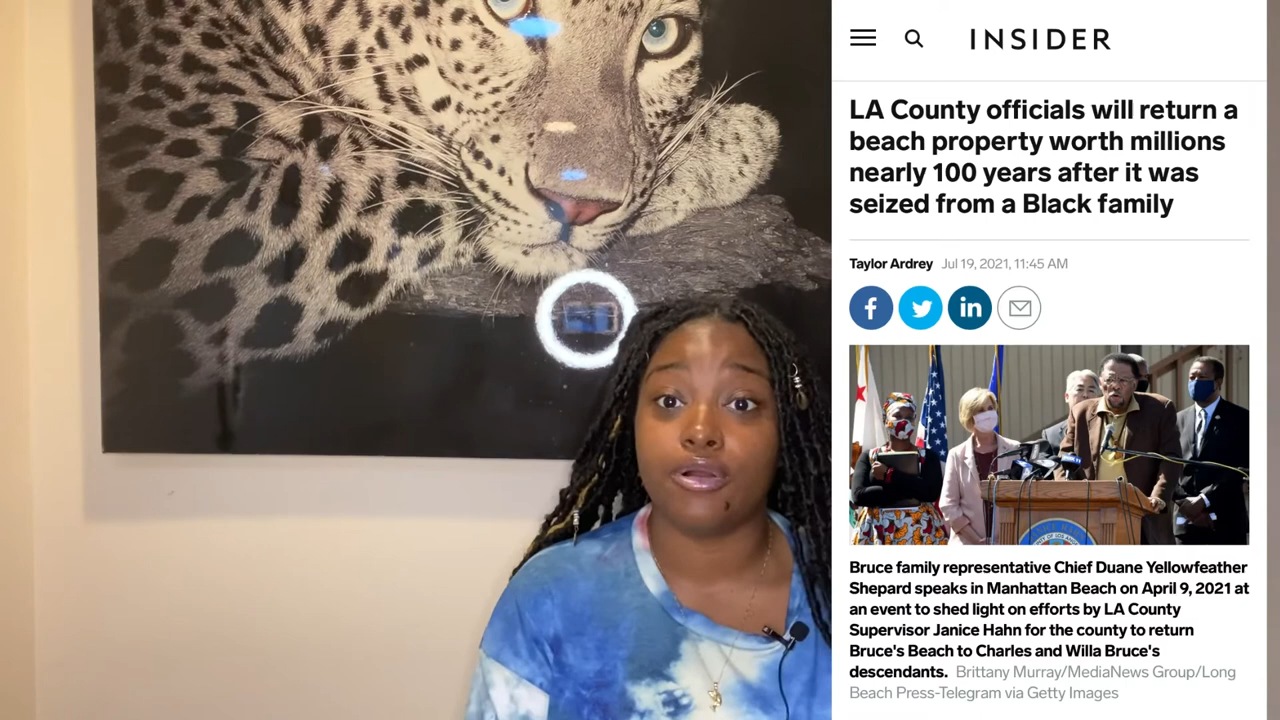 INSIDER
LA County officials will return a
beach property worth millions
nearly 100 years after it was
seized from a Black family
Taylor Ardrey Jul 19, 2021, 11:45 AM
Bruce family representative Chief Duane Yellowfeather
Shepard speaks in Manhattan Beach on April 9, 2021 at
an event to shed light on efforts by LA County
Supervisor Janice Hahn for the county to return
Bruce's Beach to Charles and Willa Bruce's
descendants. Brittany Murray/MediaNews Group/Long
Beach Press-Telegram via Getty Images